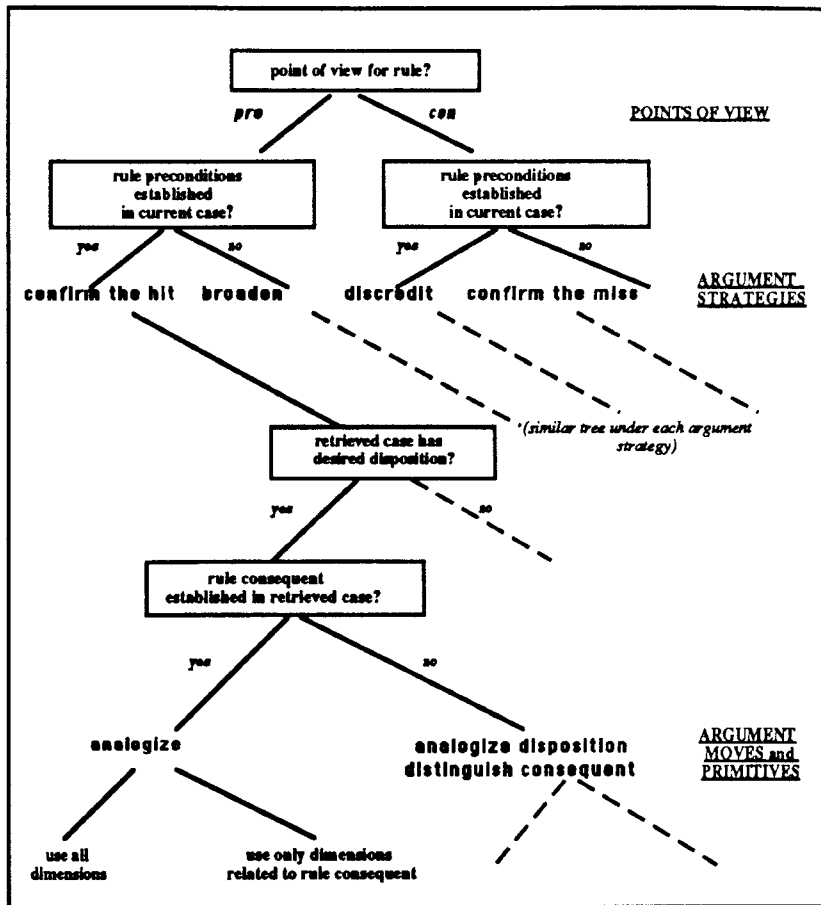 point of view for rule?
pro
con
POINTS OF VIEW
rule preconditions
established
in current case?
rule preconditions
established
in current case?
yes
no
yes
no
confirm the hit
broaden
discredit
confirm the miss
ARGUMENT
STRATEGIES
*(similar tree under each argument
strategy)
retrieved case has
desired disposition?
yes
no
rule consequent
established in retrieved case?
yes
no
analogize
analogize disposition
distinguish consequent
ARGUMENT
MOVES and
PRIMITIVES
use all
dimensions
use only dimensions
related to rule consequent